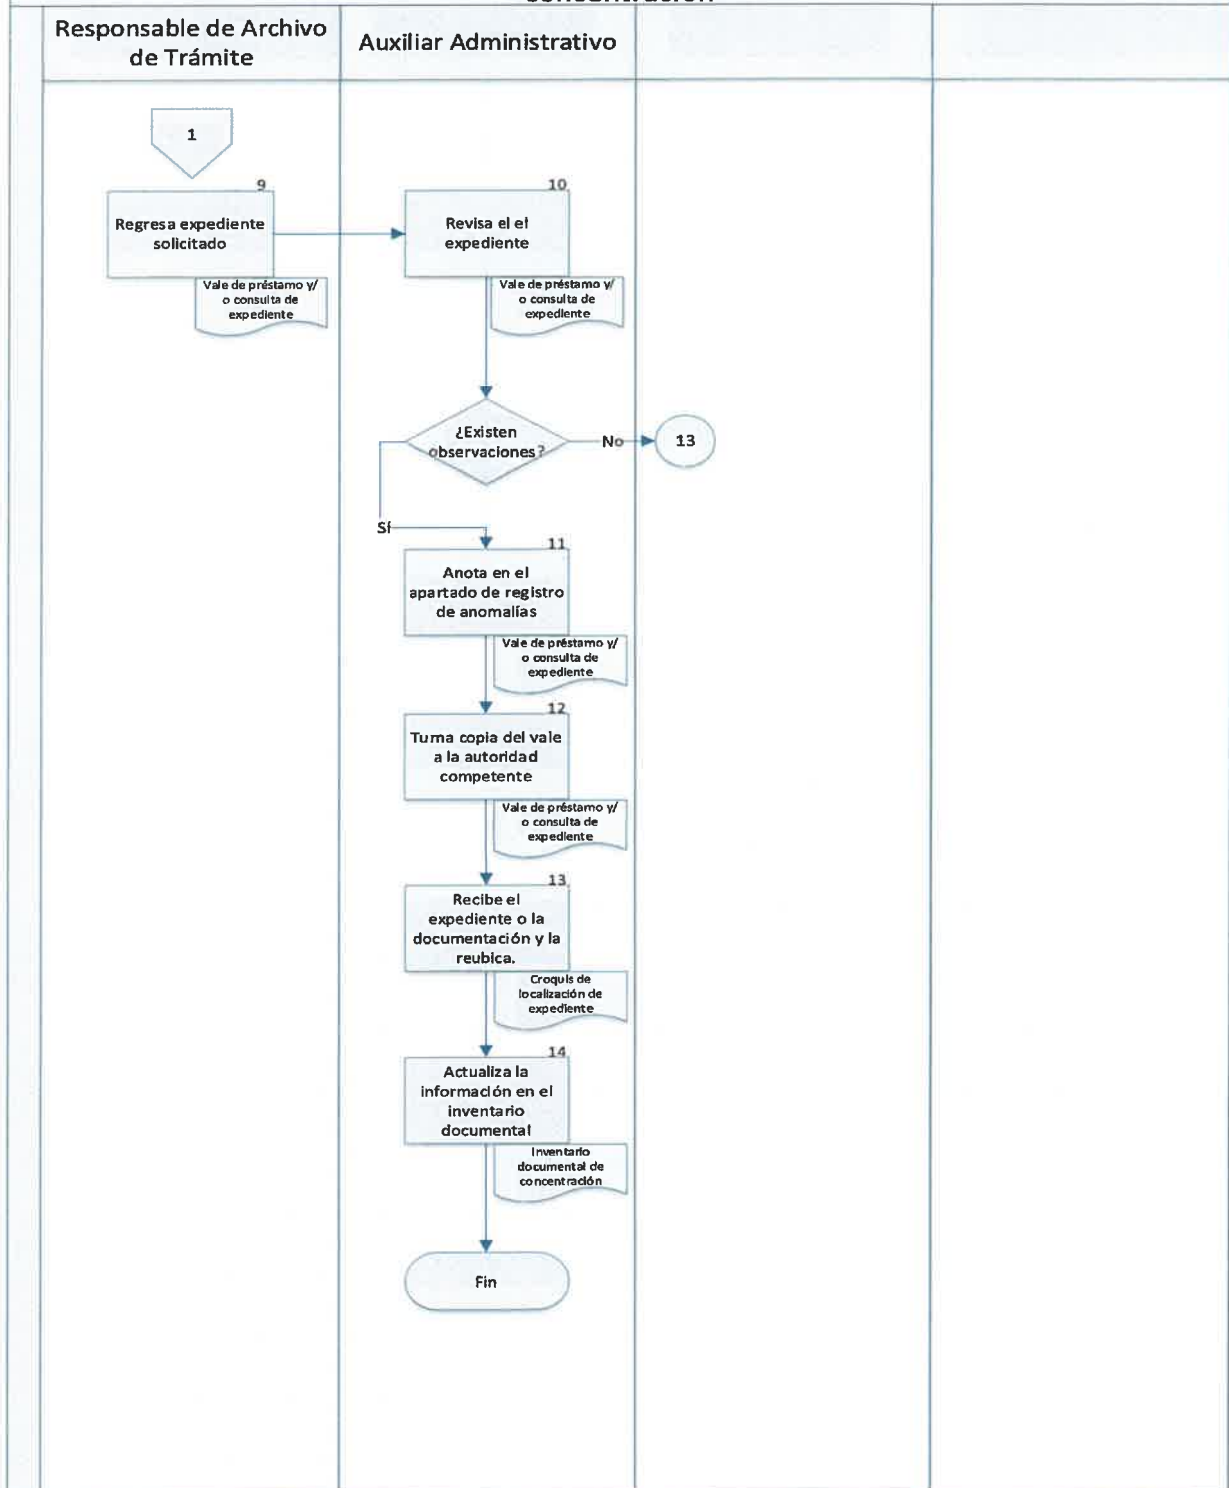 Responsable de Archivo
de Trámite
Auxiliar Administrativo
1
9
Regresa expediente
solicitado
Vale de préstamo y/
o consulta de
expediente
10
Revisa el el
expediente
Vale de préstamo y/
o consulta de
expediente
¿Existen
observaciones?
No
13
Sí
11
Anota en el
apartado de registro
de anomalías
Vale de préstamo y/
o consulta de
expediente
12
Turna copia del vale
a la autoridad
competente
Vale de préstamo y/
o consulta de
expediente
13
Recibe el
expediente o la
documentación y la
reubica.
Croquis de
localización de
expediente
14
Actualiza la
información en el
inventario
documental
Inventario
documental de
concentración
Fin